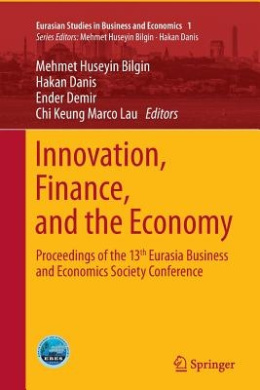 Eurasian Studies in Business and Economics 1
Series Editors: Mehmet Huseyin Bilgin · Hakan Danis
Mehmet Huseyin Bilgin
Hakan Danis
Ender Demir
Chi Keung Marco Lau Editors
Innovation,
Finance,
and the Economy
Proceedings of the 13th Eurasia Business
and Economics Society Conference
EBES
Springer